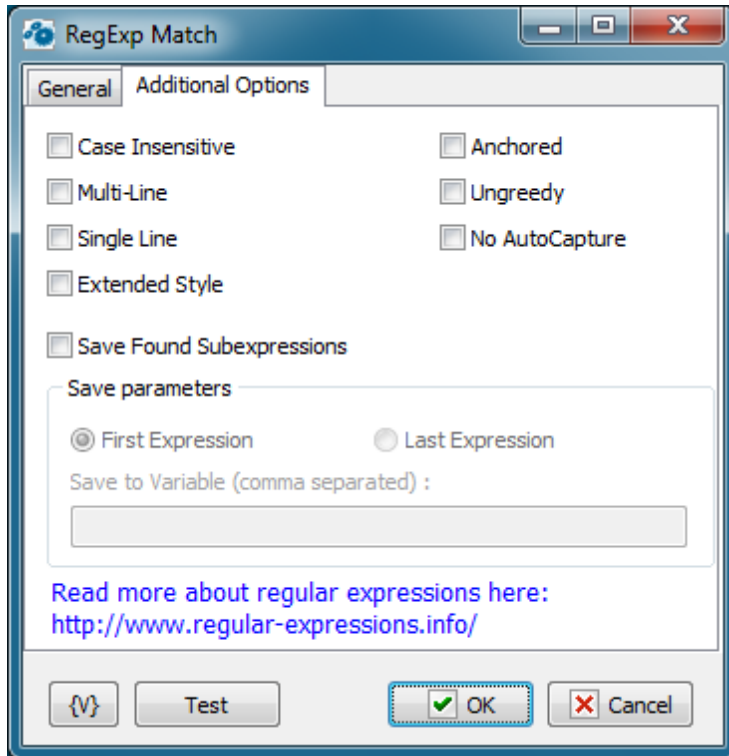 RegExp Match
General Additional Options
Case Insensitive Anchored
Multi-Line Ungreedy
Single Line No AutoCapture
Extended Style
Save Found Subexpressions
Save parameters
First Expression Last Expression
Save to Variable (comma separated) :
Read more about regular expressions here:
http://www.regular-expressions.info/
{V} Test OK Cancel